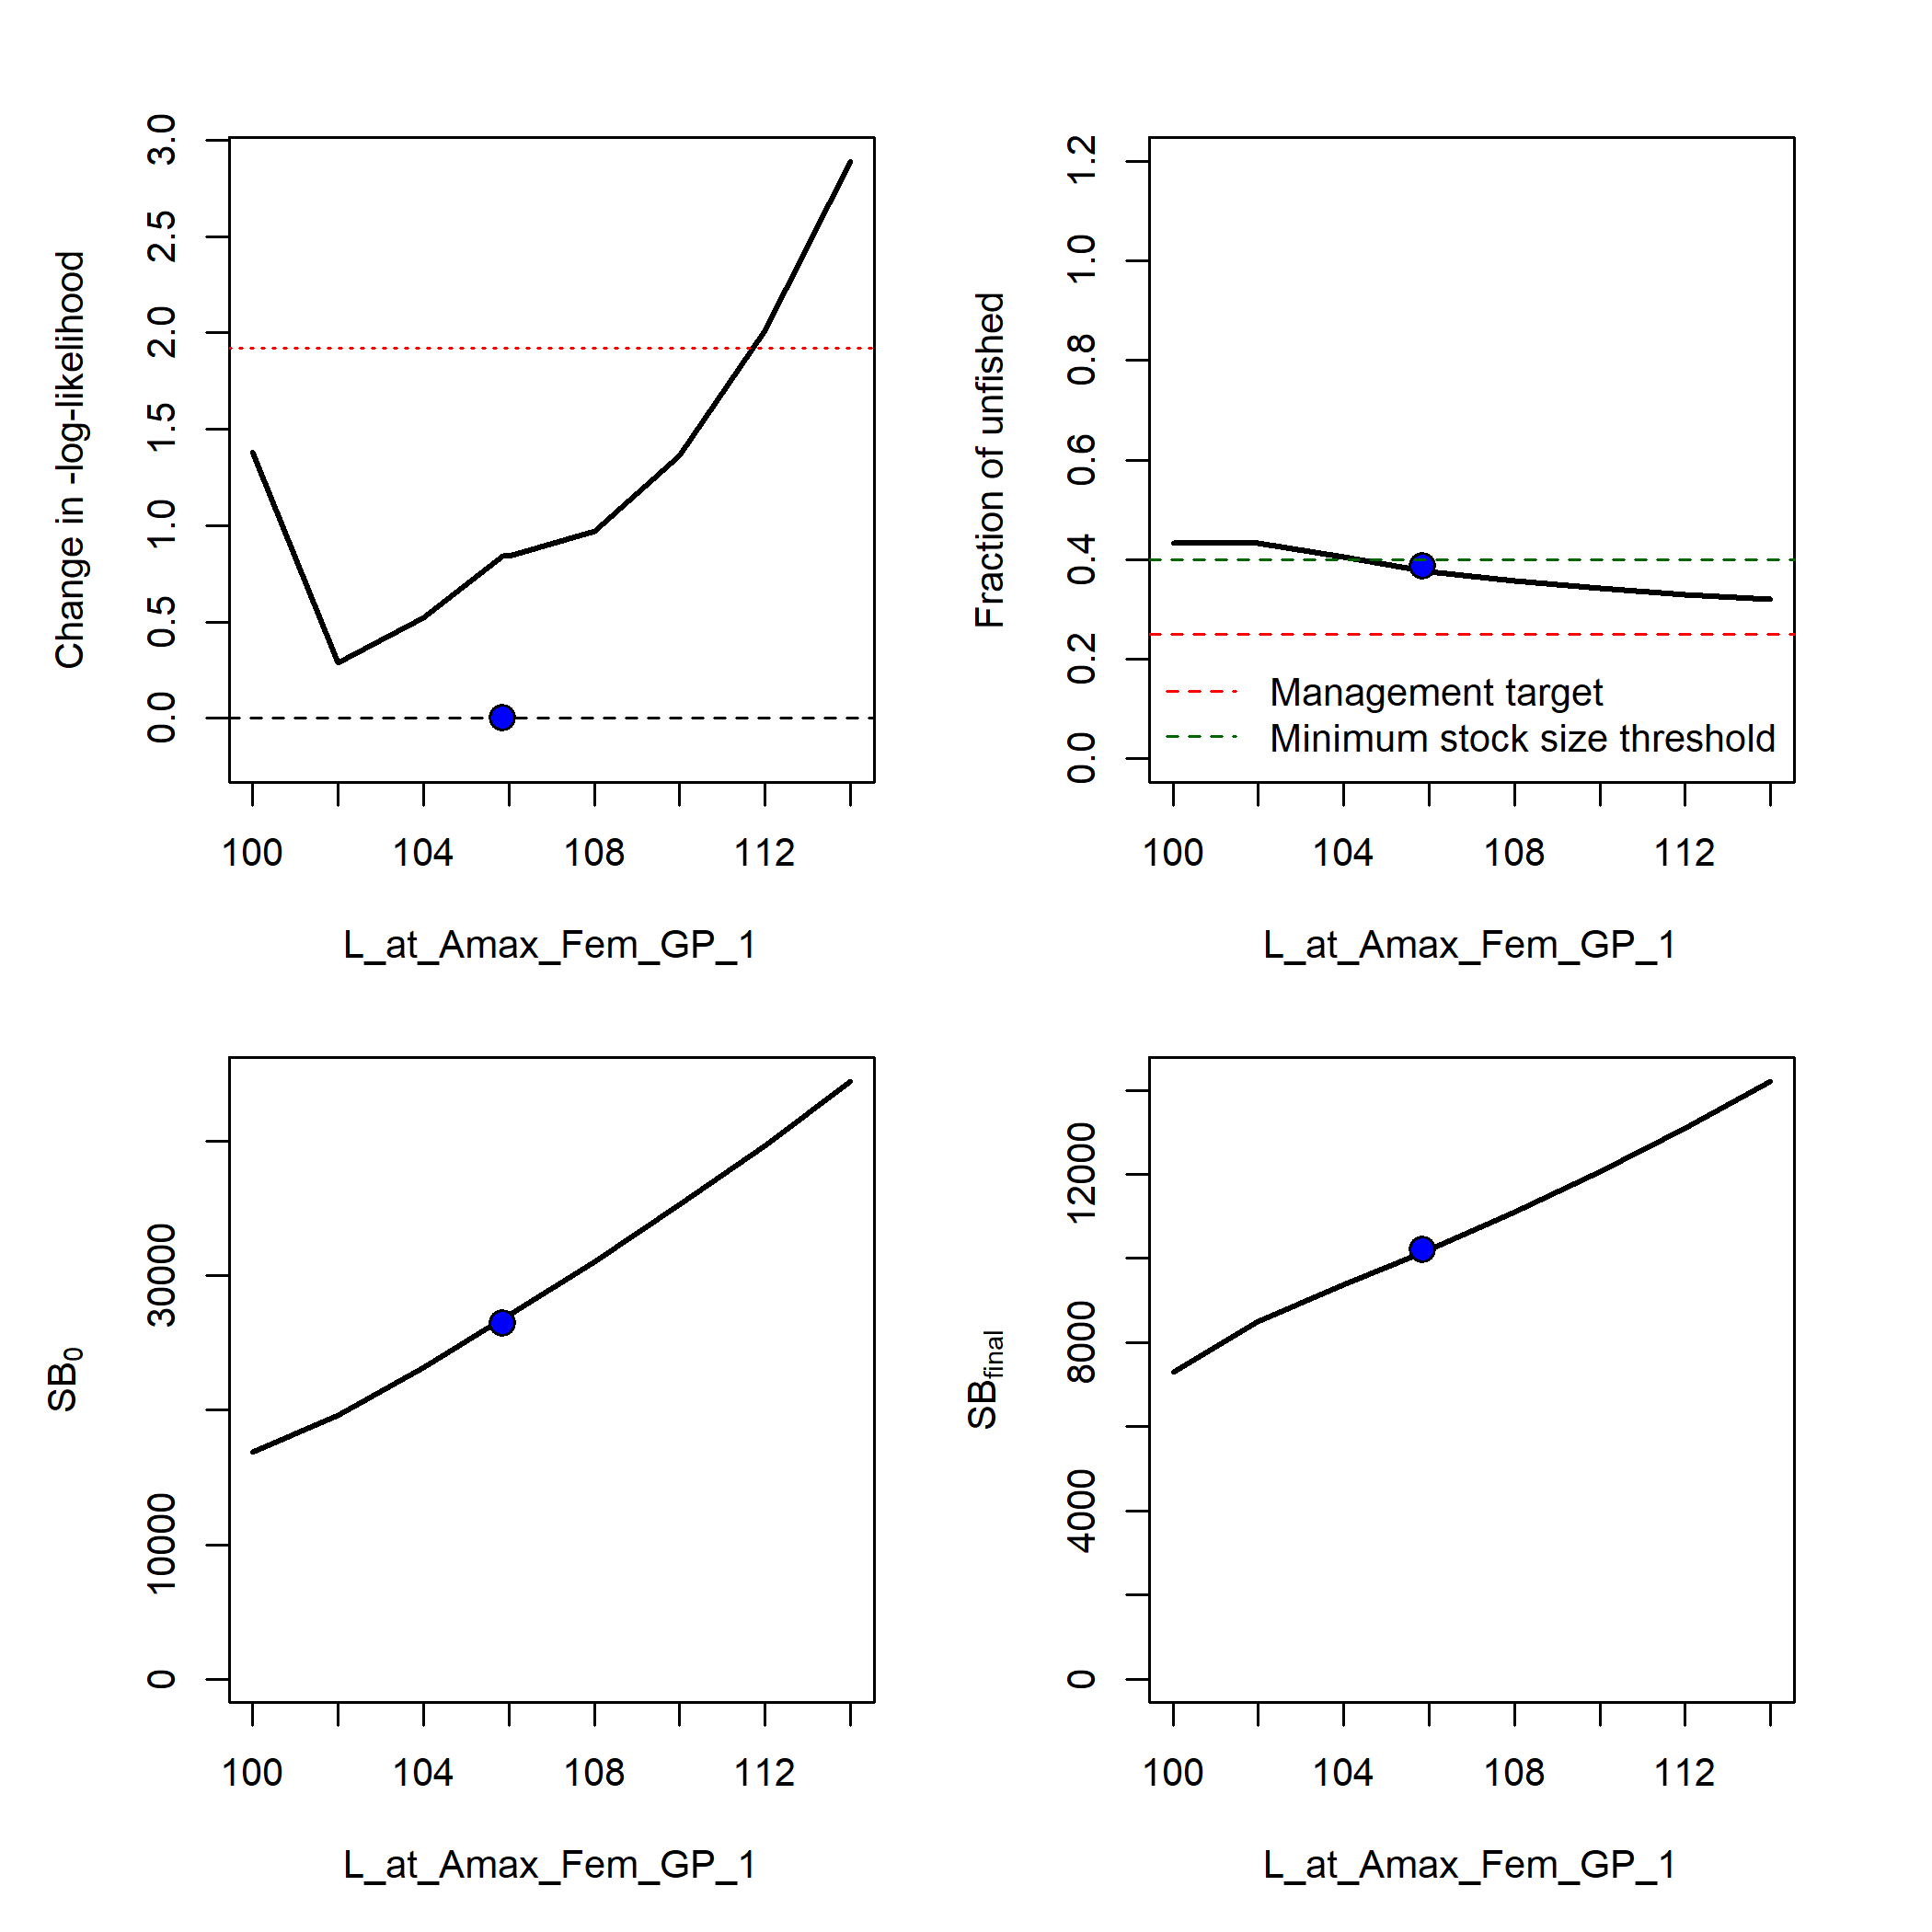 Change in -log-likelihood
3.0
2.5
2.0
1.5
1.0
0.5
0.0
100 104 108 112
L_at_Amax_Fem_GP_1
Fraction of unfished
1.2
1.0
0.8
0.6
0.4
0.2
0.0
Management target
Minimum stock size threshold
100 104 108 112
L_at_Amax_Fem_GP_1
SB0
30000
10000
0
100 104 108 112
L_at_Amax_Fem_GP_1
SBfinal
12000
8000
4000
0
100 104 108 112
L_at_Amax_Fem_GP_1